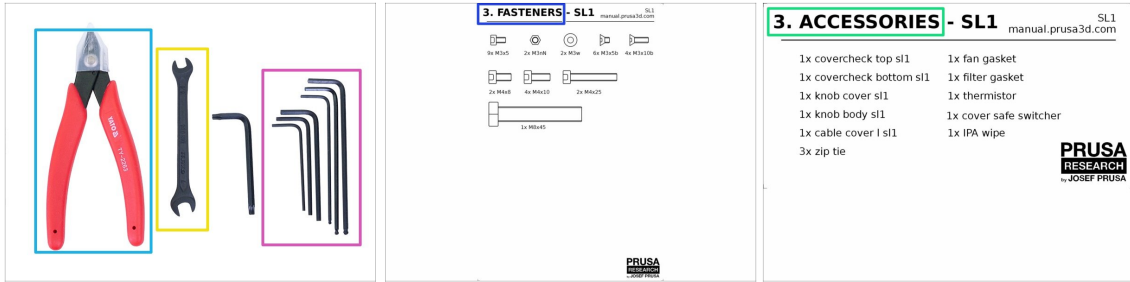 YATO
TY-2263
3. FASTENERS - SL1
manual.prusa3d.com
SL1
9x M3x5
2x M3nN
2x M3w
6x M3x5b
4x M3x10b
2x M4x8
4x M4x10
2x M4x25
1x M8x45
PRUSA
RESEARCH
by JOSEF PRUSA
3. ACCESSORIES - SL1
SL1
manual.prusa3d.com
1x covercheck top sl1
1x covercheck bottom sl1
1x knob cover sl1
1x knob body sl1
1x cable cover l sl1
3x zip tie
1x fan gasket
1x filter gasket
1x thermistor
1x cover safe switcher
1x IPA wipe
PRUSA
RESEARCH
by JOSEF PRUSA